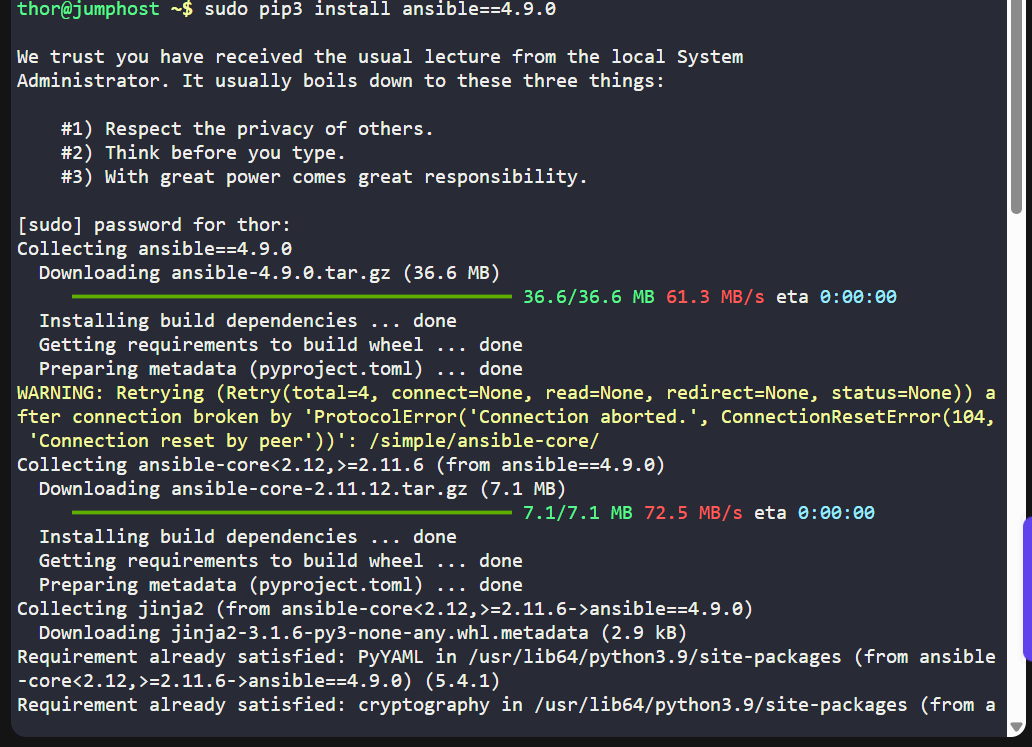 thor@jumphost ~$ sudo pip3 install ansible==4.9.0
We trust you have received the usual lecture from the local System
Administrator. It usually boils down to these three things:
#1) Respect the privacy of others.
#2) Think before you type.
#3) With great power comes great responsibility.
[sudo] password for thor:
Collecting ansible==4.9.0
Downloading ansible-4.9.0.tar.gz (36.6 MB)
36.6/36.6 MB 61.3 MB/s eta 0:00:00
Installing build dependencies ... done
Getting requirements to build wheel ... done
Preparing metadata (pyproject.toml) ... done
WARNING: Retrying (Retry(total=4, connect=None, read=None, redirect=None, status=None)) a
fter connection broken by 'ProtocolError('Connection aborted.', ConnectionResetError(104,
'Connection reset by peer'))': /simple/ansible-core/
Collecting ansible-core<2.12,>=2.11.6 (from ansible==4.9.0)
Downloading ansible-core-2.11.12.tar.gz (7.1 MB)
7.1/7.1 MB 72.5 MB/s eta 0:00:00
Installing build dependencies ... done
Getting requirements to build wheel ... done
Preparing metadata (pyproject.toml) ... done
Collecting jinja2 (from ansible-core<2.12,>=2.11.6->ansible==4.9.0)
Downloading jinja2-3.1.6-py3-none-any.whl.metadata (2.9 kB)
Requirement already satisfied: PyYAML in /usr/lib64/python3.9/site-packages (from ansible
-core<2.12,>=2.11.6->ansible==4.9.0) (5.4.1)
Requirement already satisfied: cryptography in /usr/lib64/python3.9/site-packages (from a